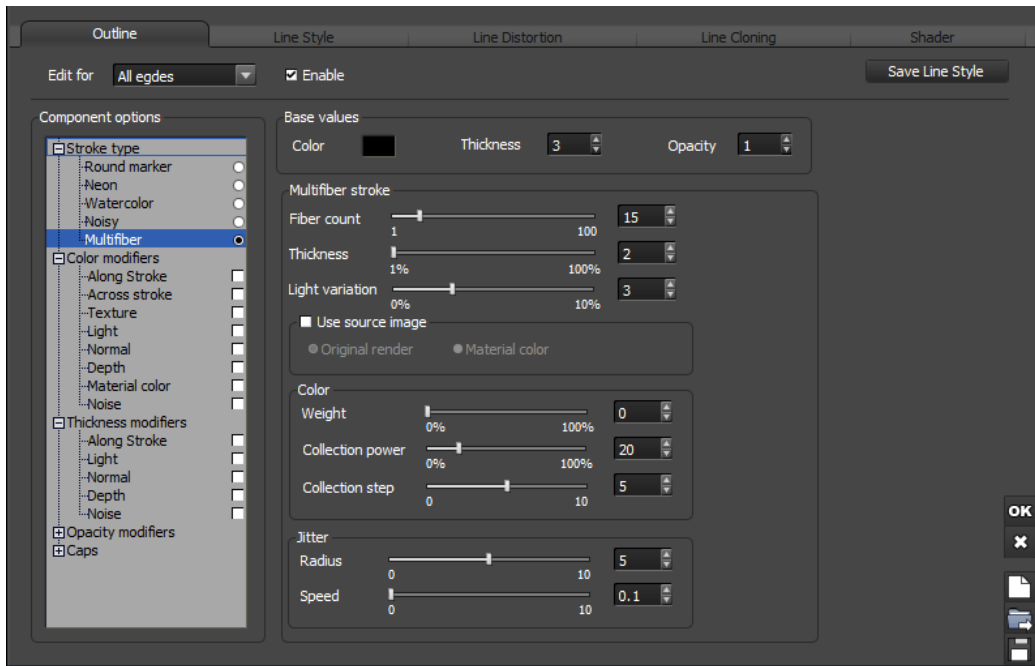 Outline Line Style Line Distortion Line Cloning Shader
Edit for All egdes Enable Save Line Style
Component options
Stroke type
Round marker
Neon
Watercolor
Noisy
Multifiber
Color modifiers
Along Stroke
Across stroke
Texture
Light
Normal
Depth
Material color
Noise
Thickness modifiers
Along Stroke
Light
Normal
Depth
Noise
Opacity modifiers
Caps
Base values
Color Thickness 3 Opacity 1
Multifiber stroke
Fiber count 15
1 100
Thickness 2
1% 100%
Light variation 3
0% 10%
Use source image
Original render Material color
Color
Weight 0
0% 100%
Collection power 20
0% 100%
Collection step 5
0 10
Jitter
Radius 5
0 10
Speed 0.1
0 10
OK